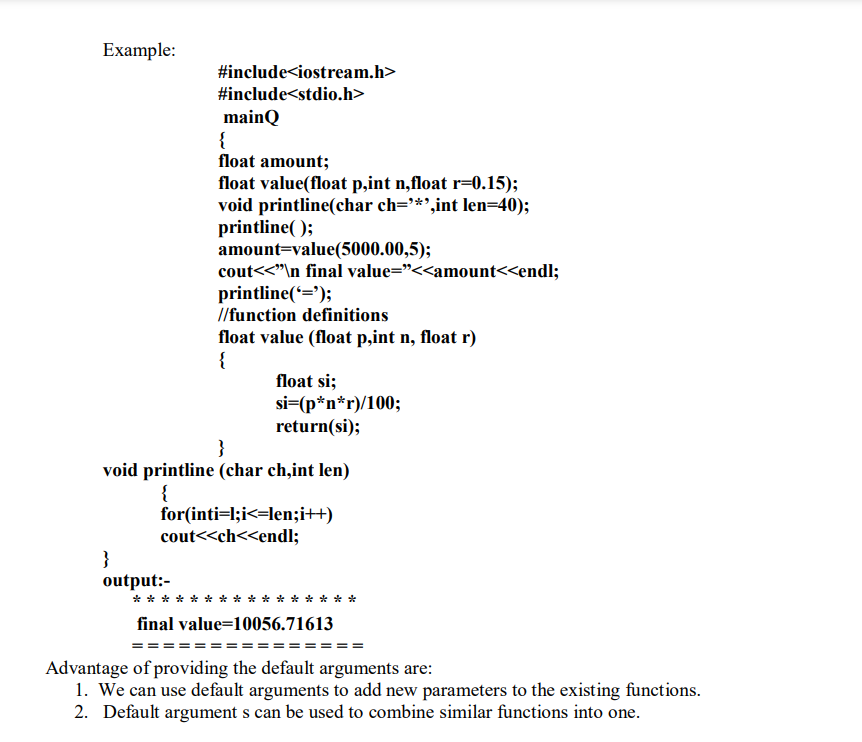 Example:
#include<iostream.h>
#include<stdio.h>
mainQ
{
float amount;
float value(float p,int n,float r=0.15);
void printline(char ch=’*’,int len=40);
printline( );
amount=value(5000.00,5);
cout<<”\n final value=”<<amount<<endl;
printline(‘=’);
//function definitions
float value (float p,int n, float r)
{
float si;
si=(p*n*r)/100;
return(si);
}
void printline (char ch,int len)
{
for(inti=l;i<=len;i++)
cout<<ch<<endl;
}
output:-
* * * * * * * * * * * * * * * *
final value=10056.71613
= = = = = = = = = = = = = = =
Advantage of providing the default arguments are:
1. We can use default arguments to add new parameters to the existing functions.
2. Default argument s can be used to combine similar functions into one.